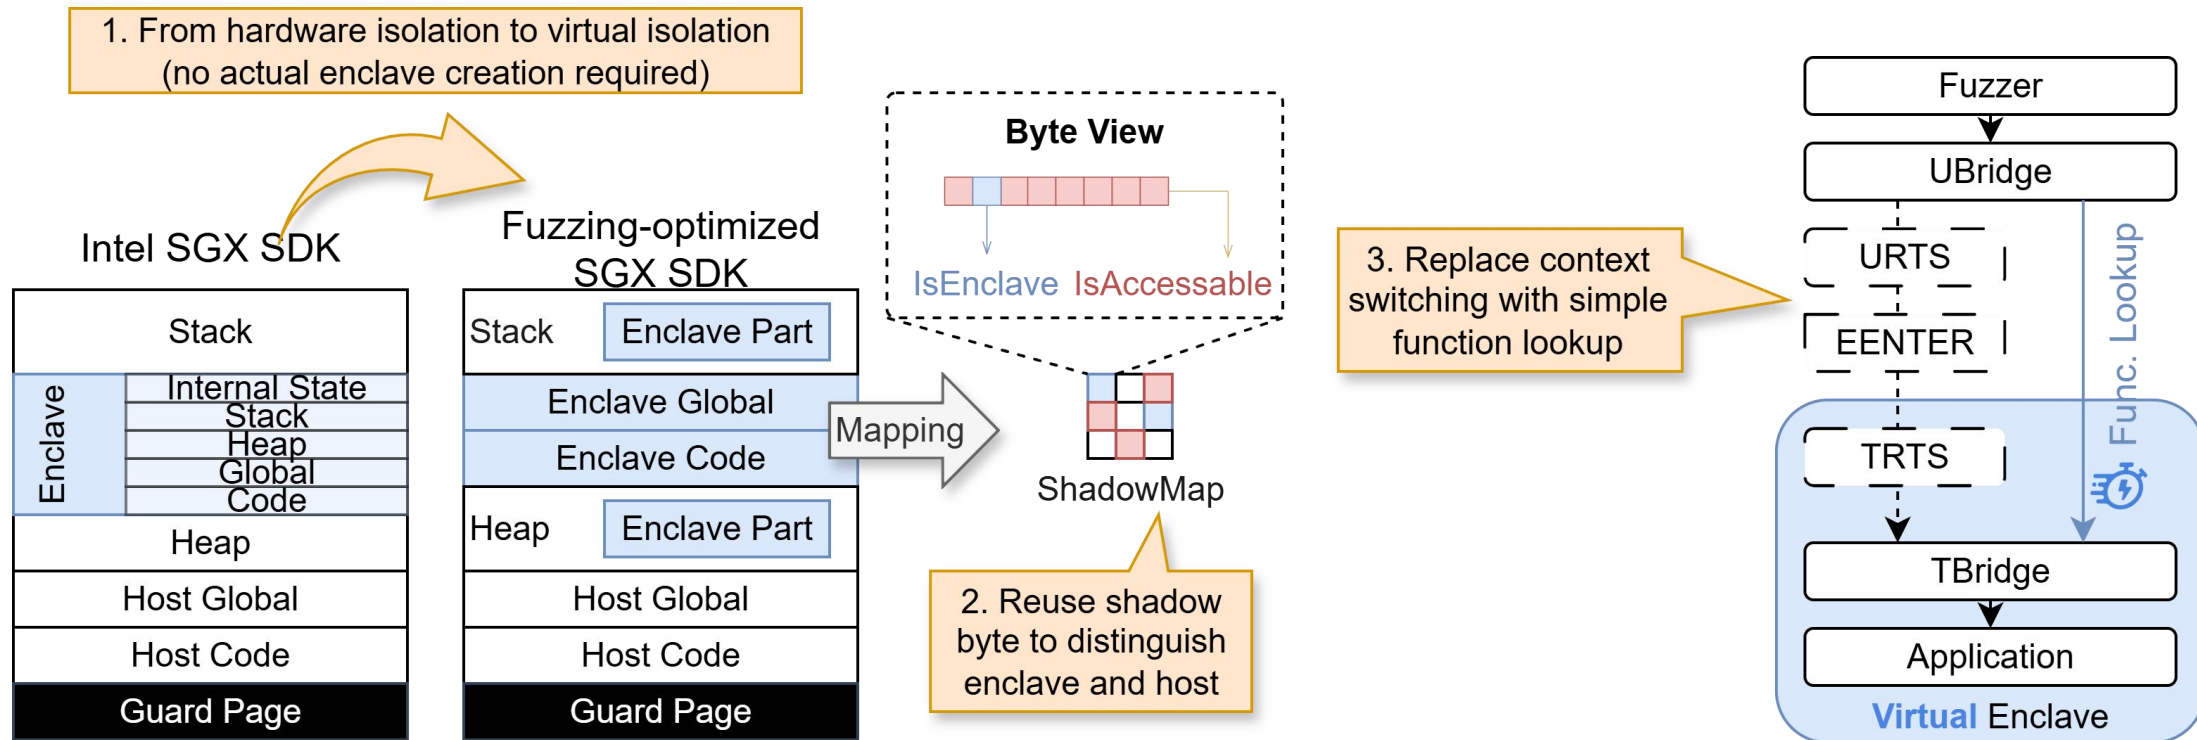 1. From hardware isolation to virtual isolation
(no actual enclave creation required)
Intel SGX SDK
Stack
Enclave
Internal State
Stack
Heap
Global
Code
Heap
Host Global
Host Code
Guard Page
Fuzzing-optimized
SGX SDK
Stack
Enclave Part
Enclave Global
Enclave Code
Heap
Enclave Part
Host Global
Host Code
Guard Page
Mapping
Byte View
IsEnclave
IsAccessable
ShadowMap
2. Reuse shadow
byte to distinguish
enclave and host
3. Replace context
switching with simple
function lookup
Fuzzer
UBridge
URTS
EENTER
TRTS
Func. Lookup
TBridge
Application
Virtual Enclave